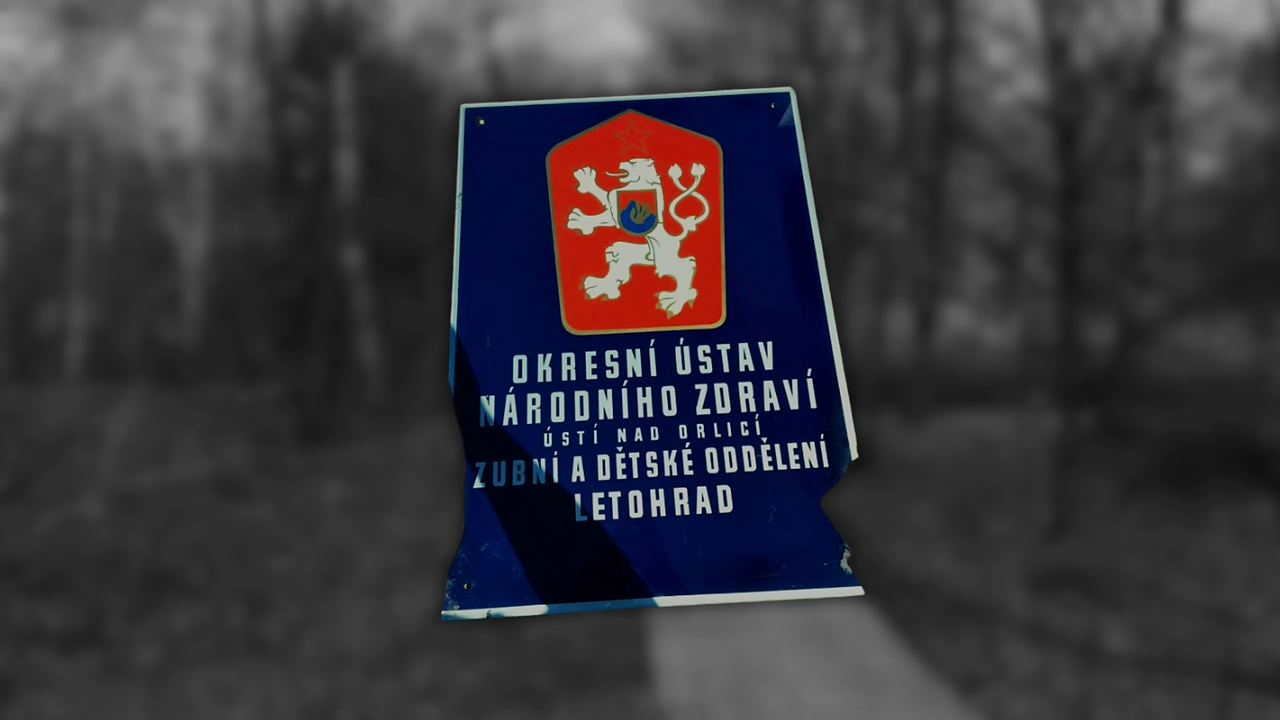 OKRESNÍ ÚSTAV
NÁRODNÍHO ZDRAVÍ
ÚSTÍ NAD ORLICÍ
ZUBNÍ A DĚTSKÉ ODDĚLENÍ
LETOHRAD